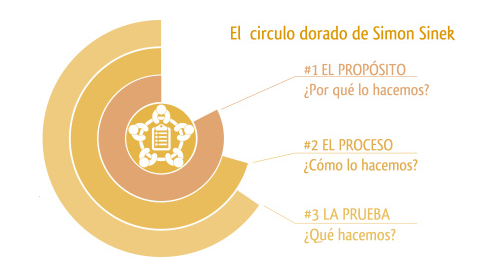 El circulo dorado de Simon Sinek
#1 EL PROPÓSITO
¿Por qué lo hacemos?
#2 EL PROCESO
¿Cómo lo hacemos?
#3 LA PRUEBA
¿Qué hacemos?